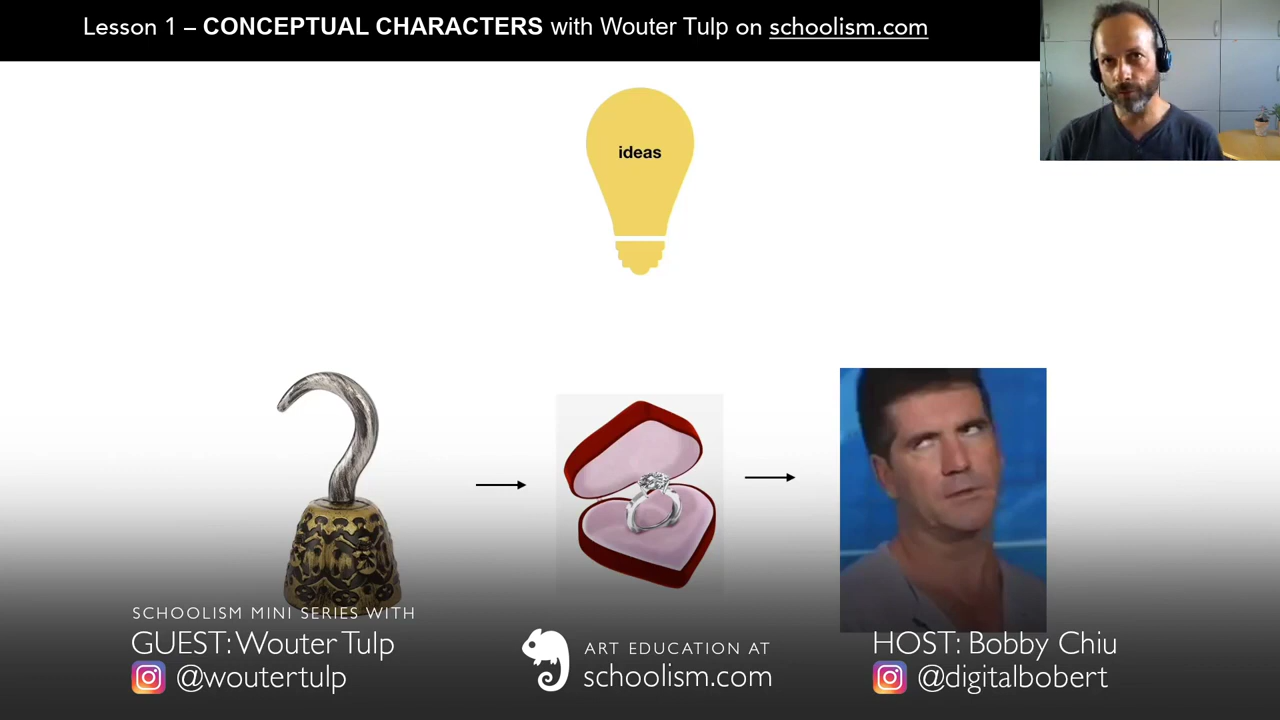 Lesson 1 – CONCEPTUAL CHARACTERS with Wouter Tulp on schoolism.com
ideas
SCHOOLISM MINI SERIES WITH
GUEST: Wouter Tulp
@woutertulp
ART EDUCATION AT
schoolism.com
HOST: Bobby Chiu
@digitalbobert